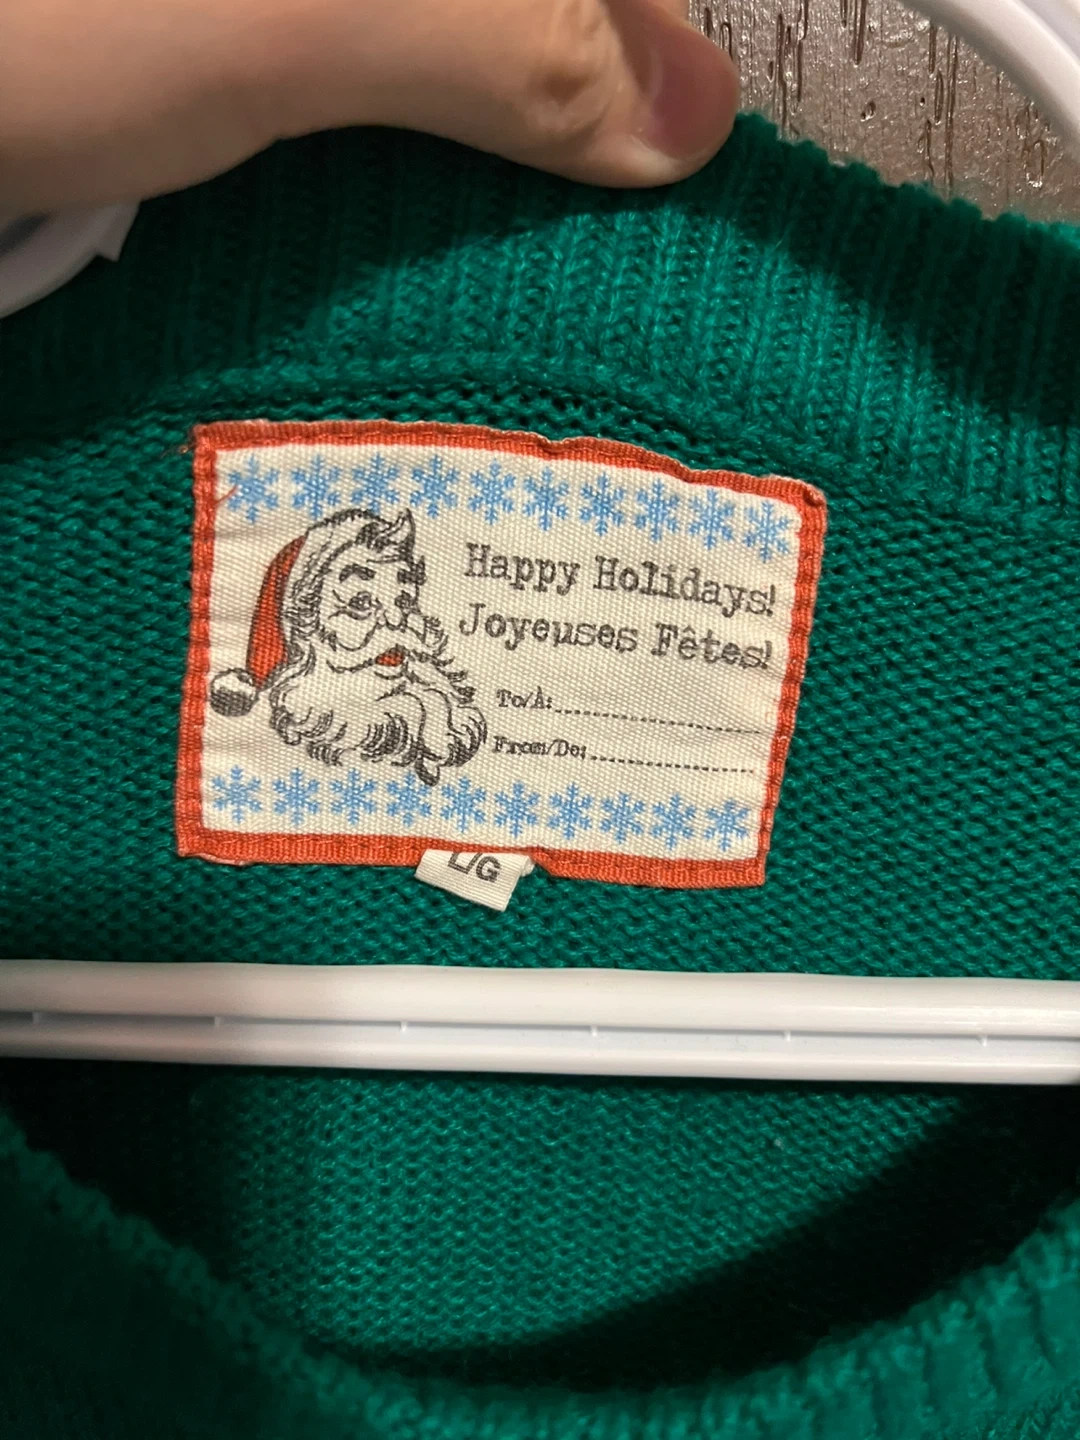 Happy Holidays!
Joyeuses Fêtes!
To/À:
From/De:
L/G